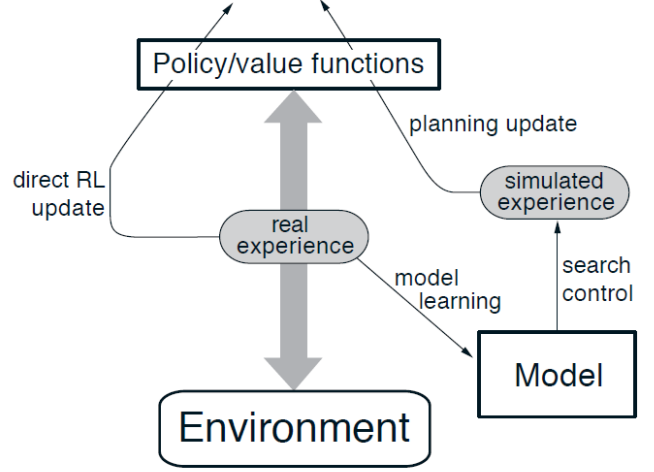 Policy/value functions
planning update
direct RL
update
simulated
experience
real
experience
model
learning
search
control
Model
Environment